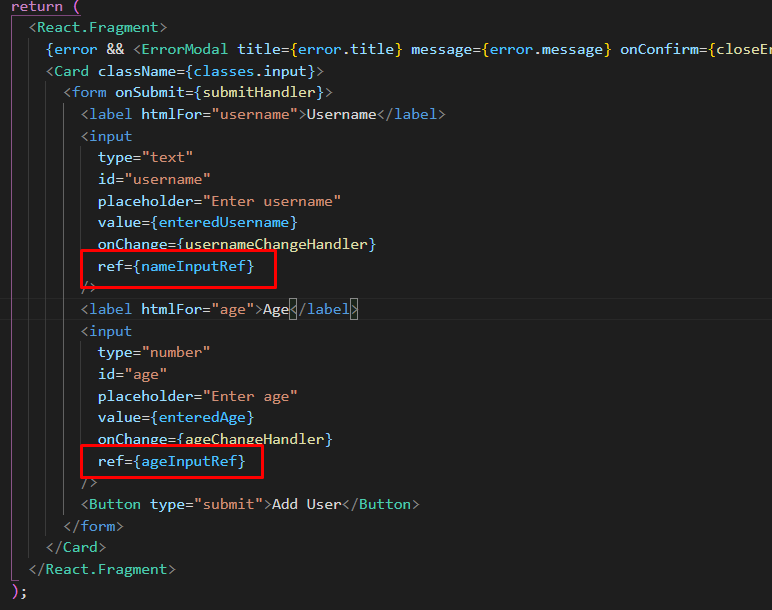 return (
<React.Fragment>
{error && <ErrorModal title={error.title} message={error.message} onConfirm={closeEr
<Card className={classes.input}>
<form onSubmit={submitHandler}>
<label htmlFor="username">Username</label>
<input
type="text"
id="username"
placeholder="Enter username"
value={enteredUsername}
onChange={usernameChangeHandler}
ref={nameInputRef}
/>
<label htmlFor="age">Age</label>
<input
type="number"
id="age"
placeholder="Enter age"
value={enteredAge}
onChange={ageChangeHandler}
ref={ageInputRef}
/>
<Button type="submit">Add User</Button>
</form>
</Card>
</React.Fragment>
);